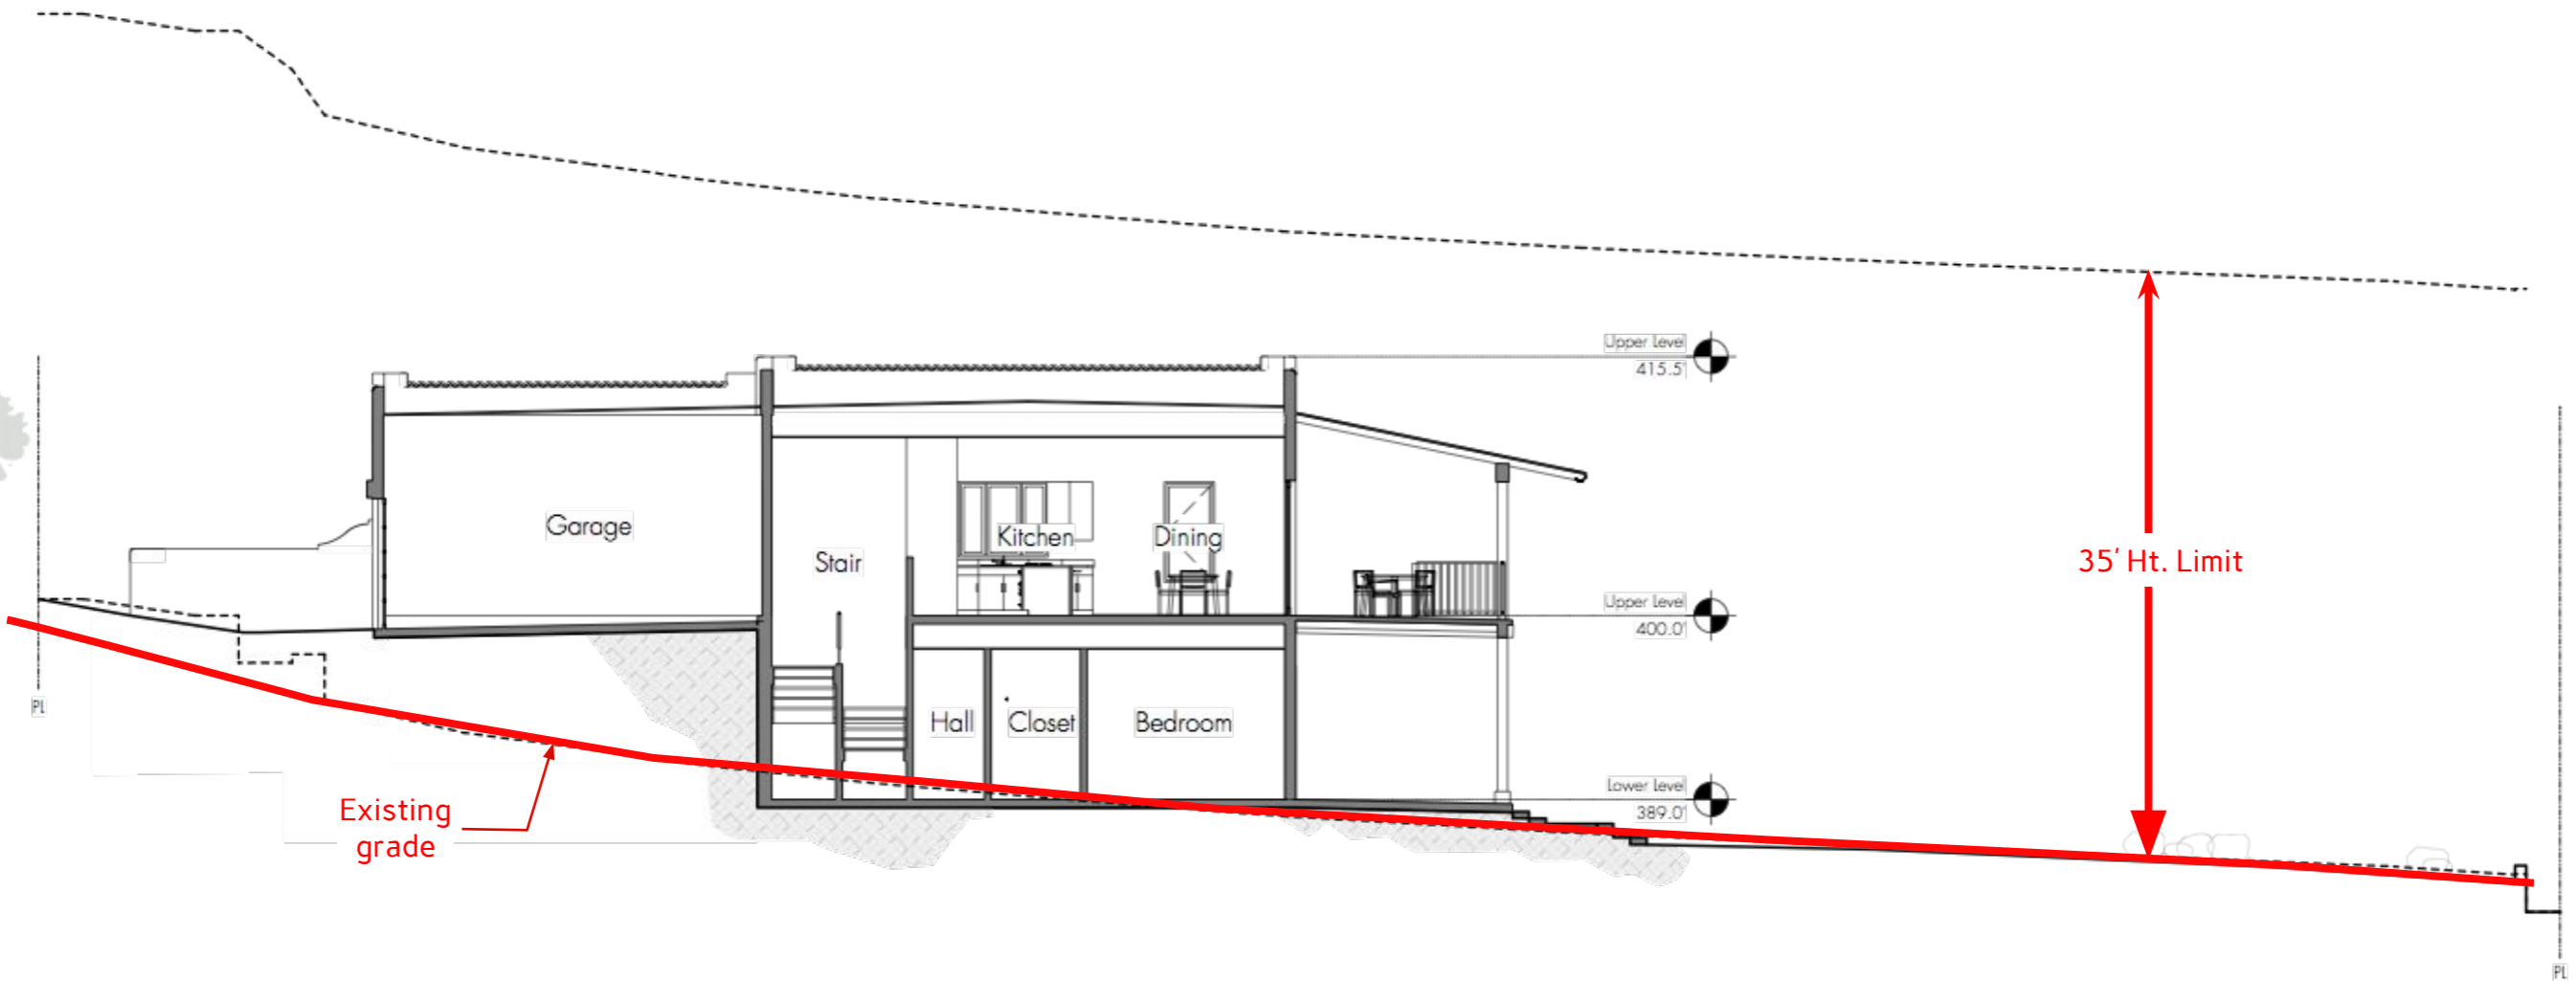 Upper Level
415.5'
Garage
Stair
Kitchen
Dining
35' Ht. Limit
Upper Level
400.0'
PL
Hall
Closet
Bedroom
Existing
grade
Lower Level
389.0'
PL